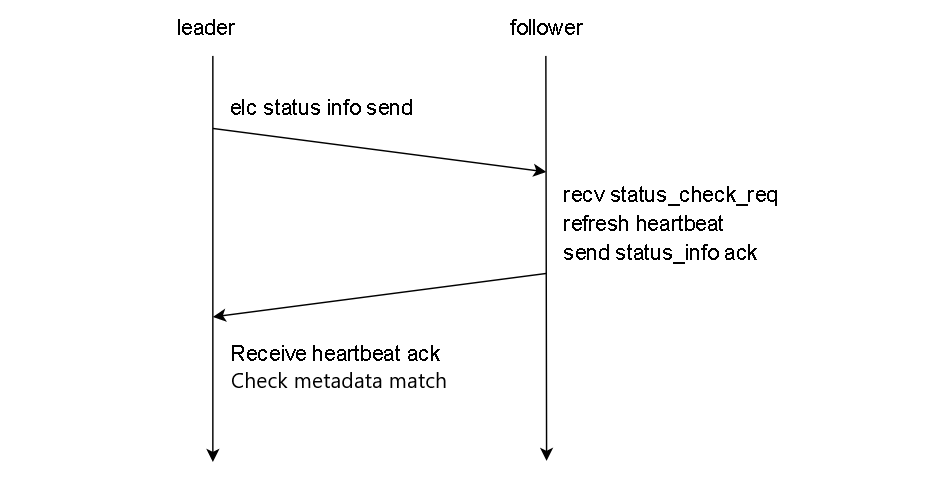 leader
follower
elc status info send
recv status_check_req
refresh heartbeat
send status_info ack
Receive heartbeat ack
Check metadata match